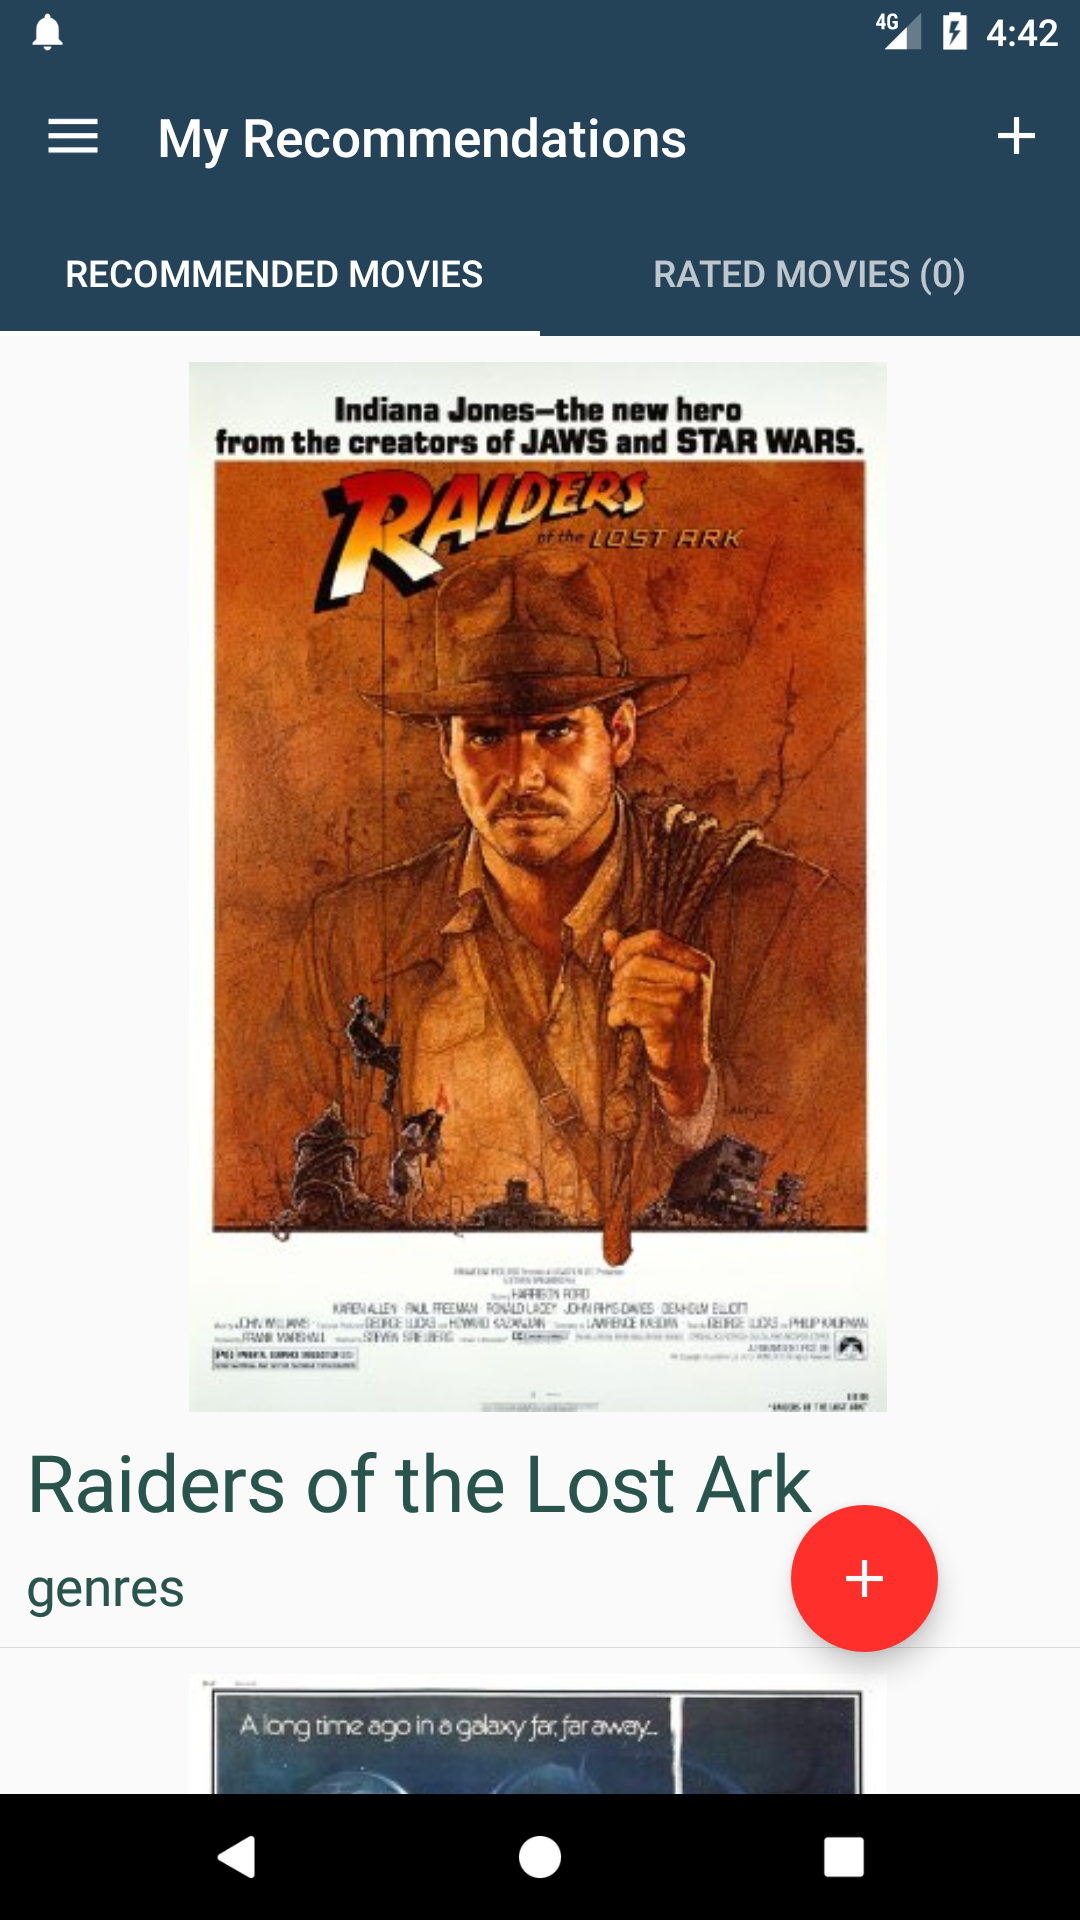 4G 4:42
My Recommendations
RECOMMENDED MOVIES RATED MOVIES (0)
Indiana Jones—the new hero
from the creators of JAWS and STAR WARS.
RAIDERS
of the LOST ARK
HARRISON FORD
KAREN ALLEN · PAUL FREEMAN · RONALD LACEY · JOHN RHYS-DAVIES · DENHOLM ELLIOTT
JOHN WILLIAMS GEORGE LUCAS HOWARD KAZANJIAN LAWRENCE KASDAN GEORGE LUCAS PHILIP KAUFMAN
FRANK MARSHALL STEVEN SPIELBERG
Raiders of the Lost Ark
genres
A long time ago in a galaxy far, far away...